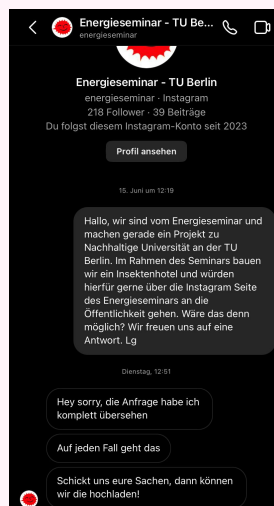 Energieseminar - TU Be...
energieseminar
Energieseminar - TU Berlin
energieseminar · Instagram
218 Follower · 39 Beiträge
Du folgst diesem Instagram-Konto seit 2023
Profil ansehen
15. Juni um 12:19
Hallo, wir sind vom Energieseminar und
machen gerade ein Projekt zu
Nachhaltige Universität an der TU
Berlin. Im Rahmen des Seminars bauen
wir ein Insektenhotel und würden
hierfür gerne über die Instagram Seite
des Energieseminars an die
Öffentlichkeit gehen. Wäre das denn
möglich? Wir freuen uns auf eine
Antwort. Lg
Dienstag, 12:51
Hey sorry, die Anfrage habe ich
komplett übersehen
Auf jeden Fall geht das
Schickt uns eure Sachen, dann können
wir die hochladen!